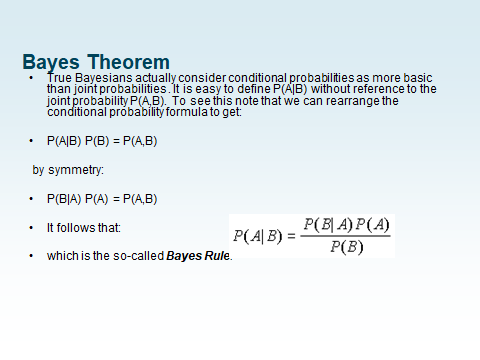 Bayes Theorem
• True Bayesians actually consider conditional probabilities as more basic
than joint probabilities. It is easy to define P(A|B) without reference to the
joint probability P(A,B). To see this note that we can rearrange the
conditional probability formula to get:
• P(A|B) P(B) = P(A,B)
by symmetry:
• P(B|A) P(A) = P(A,B)
• It follows that:
P(A|B) = P(B|A)P(A) / P(B)
• which is the so-called Bayes Rule.